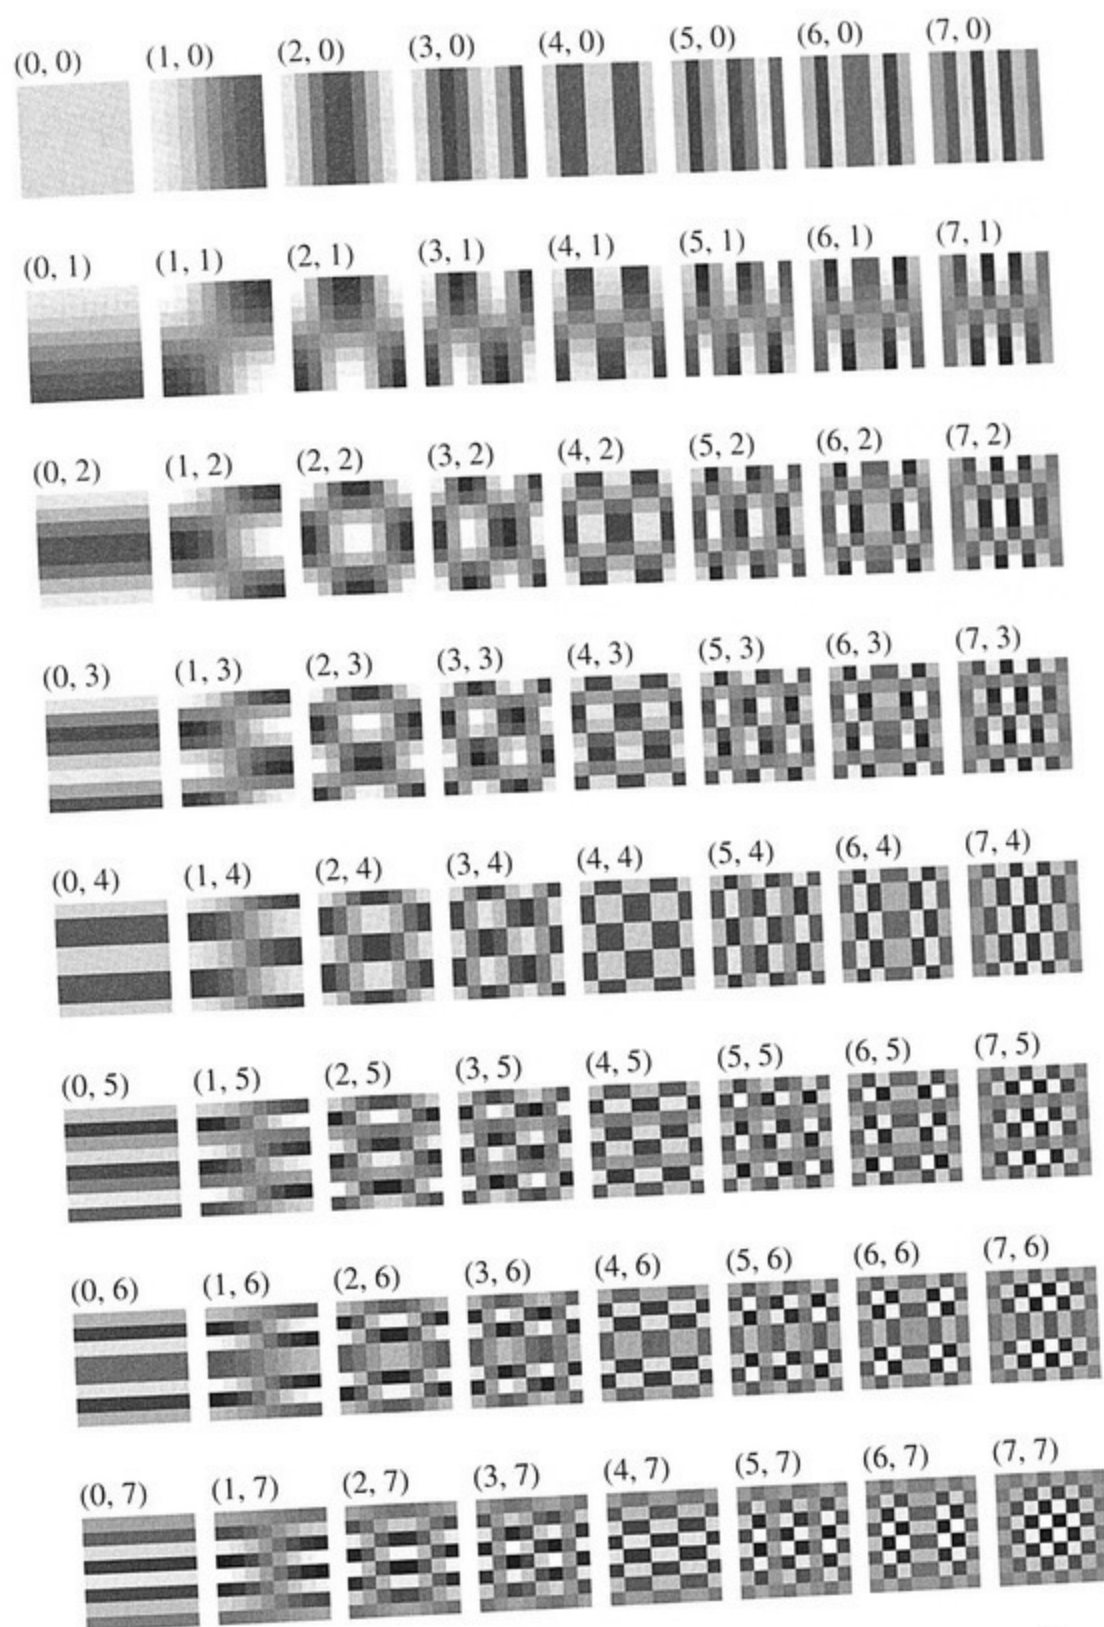 (0, 0) (1, 0) (2, 0) (3, 0) (4, 0) (5, 0) (6, 0) (7, 0)
(0, 1) (1, 1) (2, 1) (3, 1) (4, 1) (5, 1) (6, 1) (7, 1)
(0, 2) (1, 2) (2, 2) (3, 2) (4, 2) (5, 2) (6, 2) (7, 2)
(0, 3) (1, 3) (2, 3) (3, 3) (4, 3) (5, 3) (6, 3) (7, 3)
(0, 4) (1, 4) (2, 4) (3, 4) (4, 4) (5, 4) (6, 4) (7, 4)
(0, 5) (1, 5) (2, 5) (3, 5) (4, 5) (5, 5) (6, 5) (7, 5)
(0, 6) (1, 6) (2, 6) (3, 6) (4, 6) (5, 6) (6, 6) (7, 6)
(0, 7) (1, 7) (2, 7) (3, 7) (4, 7) (5, 7) (6, 7) (7, 7)